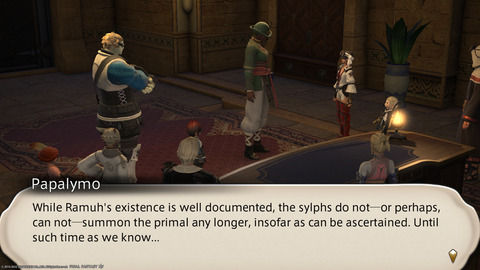 Papalymo
While Ramuh's existence is well documented, the sylphs do not—or perhaps,
can not—summon the primal any longer, insofar as can be ascertained. Until
such time as we know...